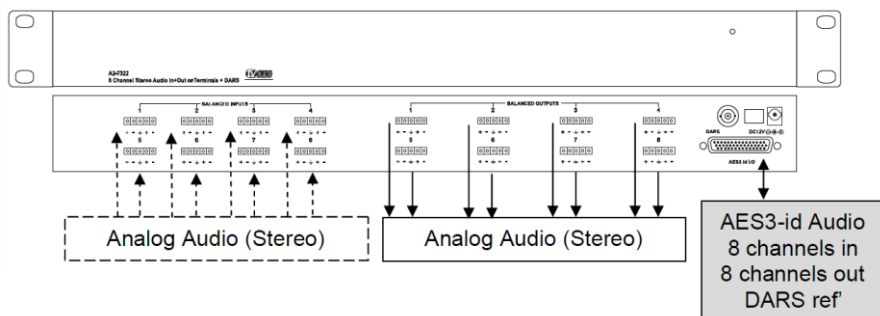 A2-7322
8 Channel Stereo Audio In+Out on Terminals + DARS
BALANCED INPUTS
1 2 3 4
5 6 7 8
BALANCED OUTPUTS
1 2 3 4
5 6 7 8
DARS
DC12V
AES3 id I/O
Analog Audio (Stereo)
Analog Audio (Stereo)
AES3-id Audio
8 channels in
8 channels out
DARS ref'